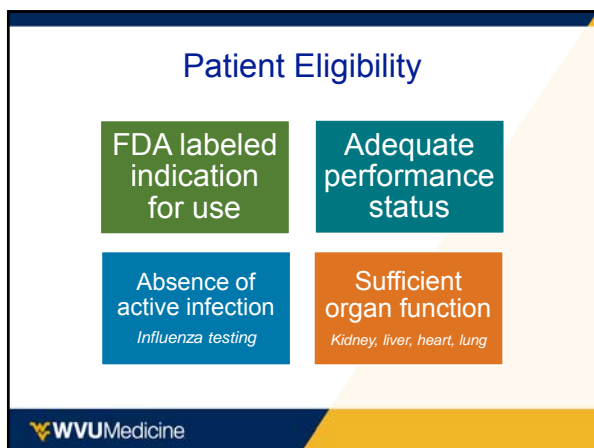 Patient Eligibility
FDA labeled
indication
for use
Adequate
performance
status
Absence of
active infection
Influenza testing
Sufficient
organ function
Kidney, liver, heart, lung
WVUMedicine